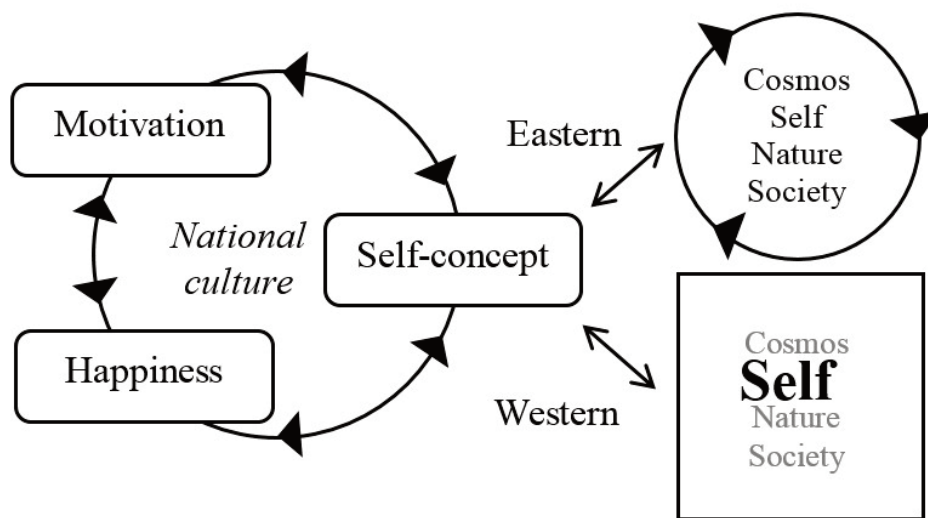 Motivation
National
culture
Happiness
Self-concept
Eastern
Western
Cosmos
Self
Nature
Society
Cosmos
Self
Nature
Society